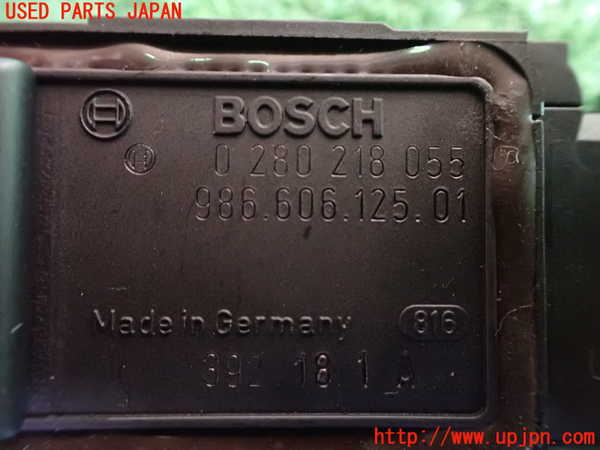 USED PARTS JAPAN
BOSCH
0 280 218 055
986.606.125.01
Made in Germany 816
181 A
http://www.upjpn.com/